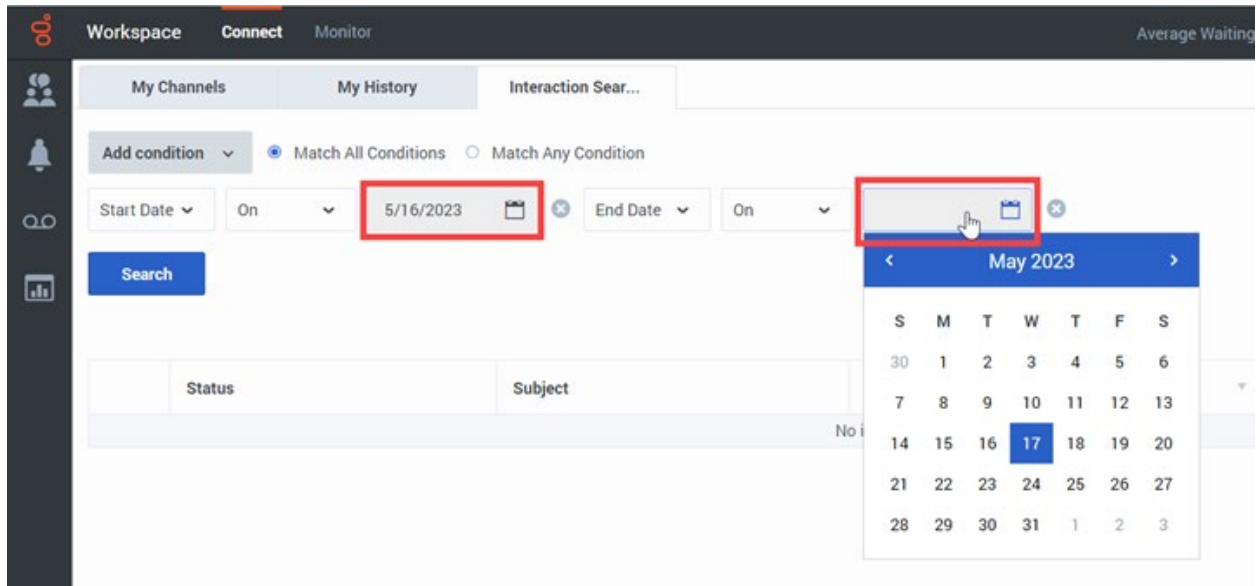 Workspace Connect Monitor Average Waiting
My Channels My History Interaction Sear...
Add condition Match All Conditions Match Any Condition
Start Date On 5/16/2023 End Date On
Search
May 2023
S M T W T F S
30 1 2 3 4 5 6
Status Subject
7 8 9 10 11 12 13
No i
14 15 16 17 18 19 20
21 22 23 24 25 26 27
28 29 30 31 1 2 3